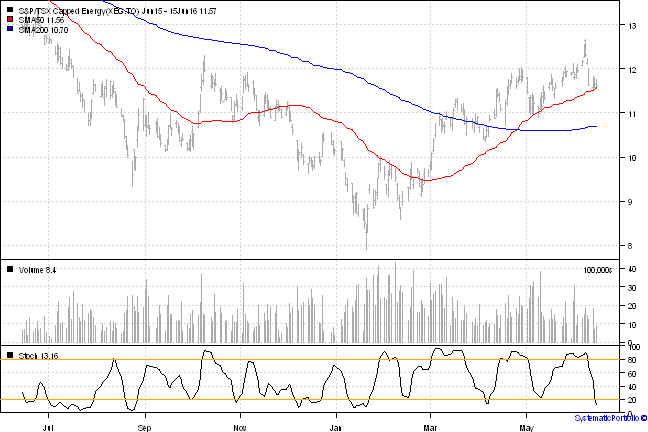 S&P/TSX Capped Energy(XEG.TO) Jun15 - 15Jun16 11.57
SMA50 11.56
SMA200 10.70
13
12
11
10
9
8
Volume 8.4
100,000s
40
30
20
10
0
Stoch 13.16
100
80
60
40
20
0
Jul
Sep
Nov
Jan
Mar
May
SystematicPortfolio ©